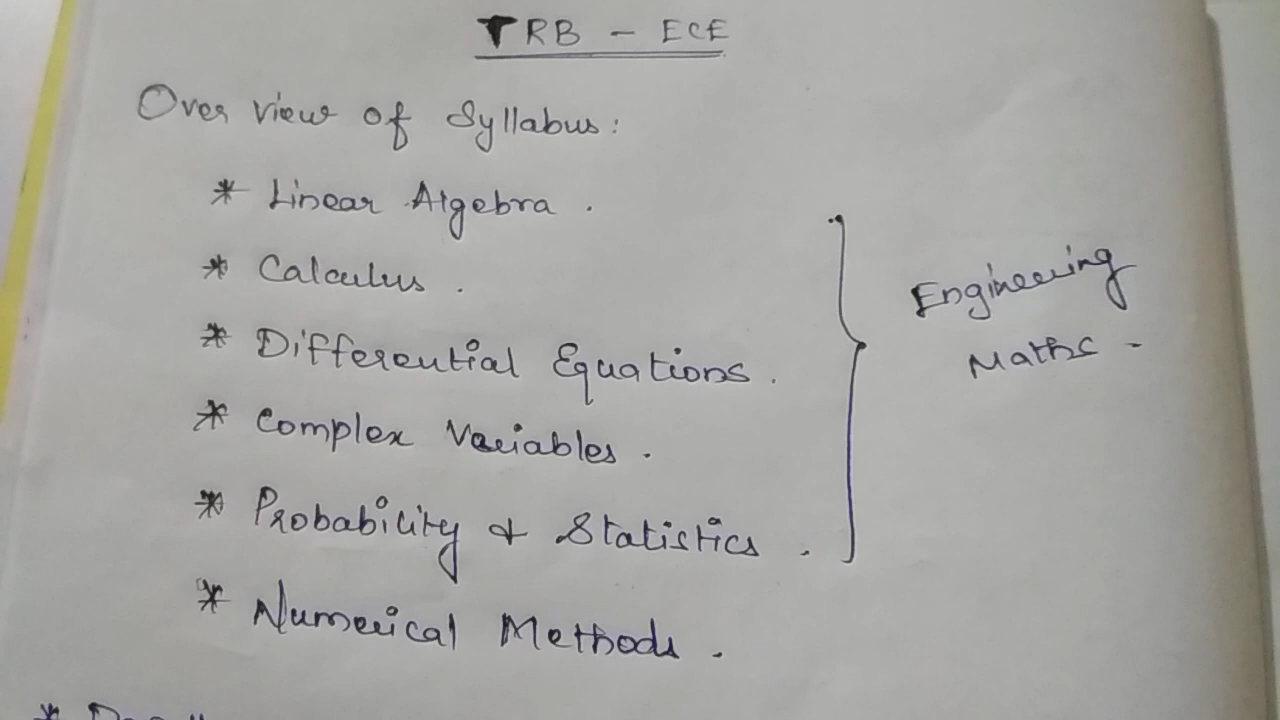 TRB - ECE
Over view of Syllabus:
* Linear Algebra .
* Calculus .
* Differential Equations .
* Complex Variables .
* Probability & Statistics .
* Numerical Methods .
Engineering
Maths -
*